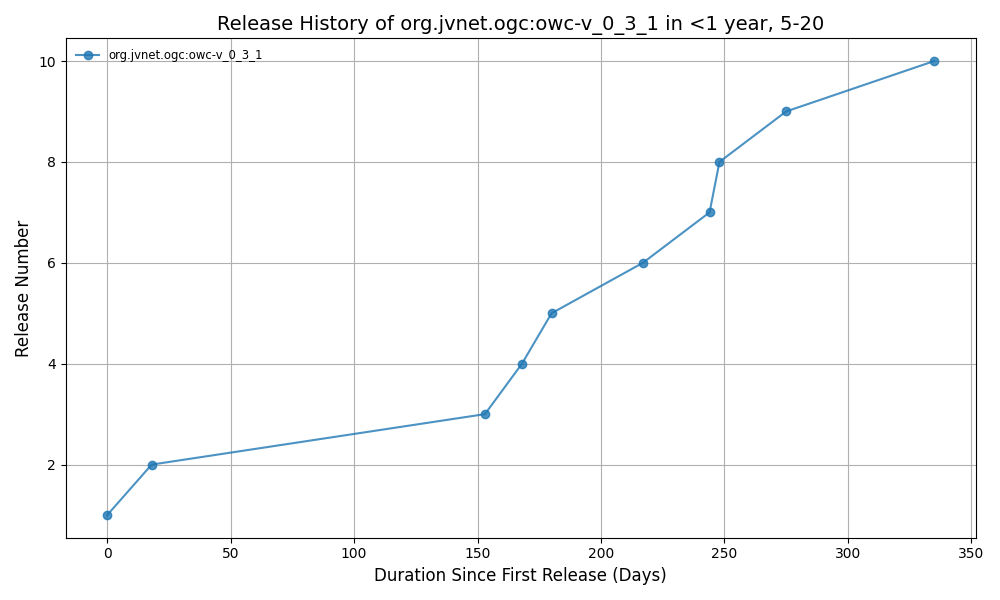 Release History of org.jvnet.ogc:owc-v_0_3_1 in <1 year, 5-20
org.jvnet.ogc:owc-v_0_3_1
10
8
6
4
2
Release Number
0 50 100 150 200 250 300 350
Duration Since First Release (Days)